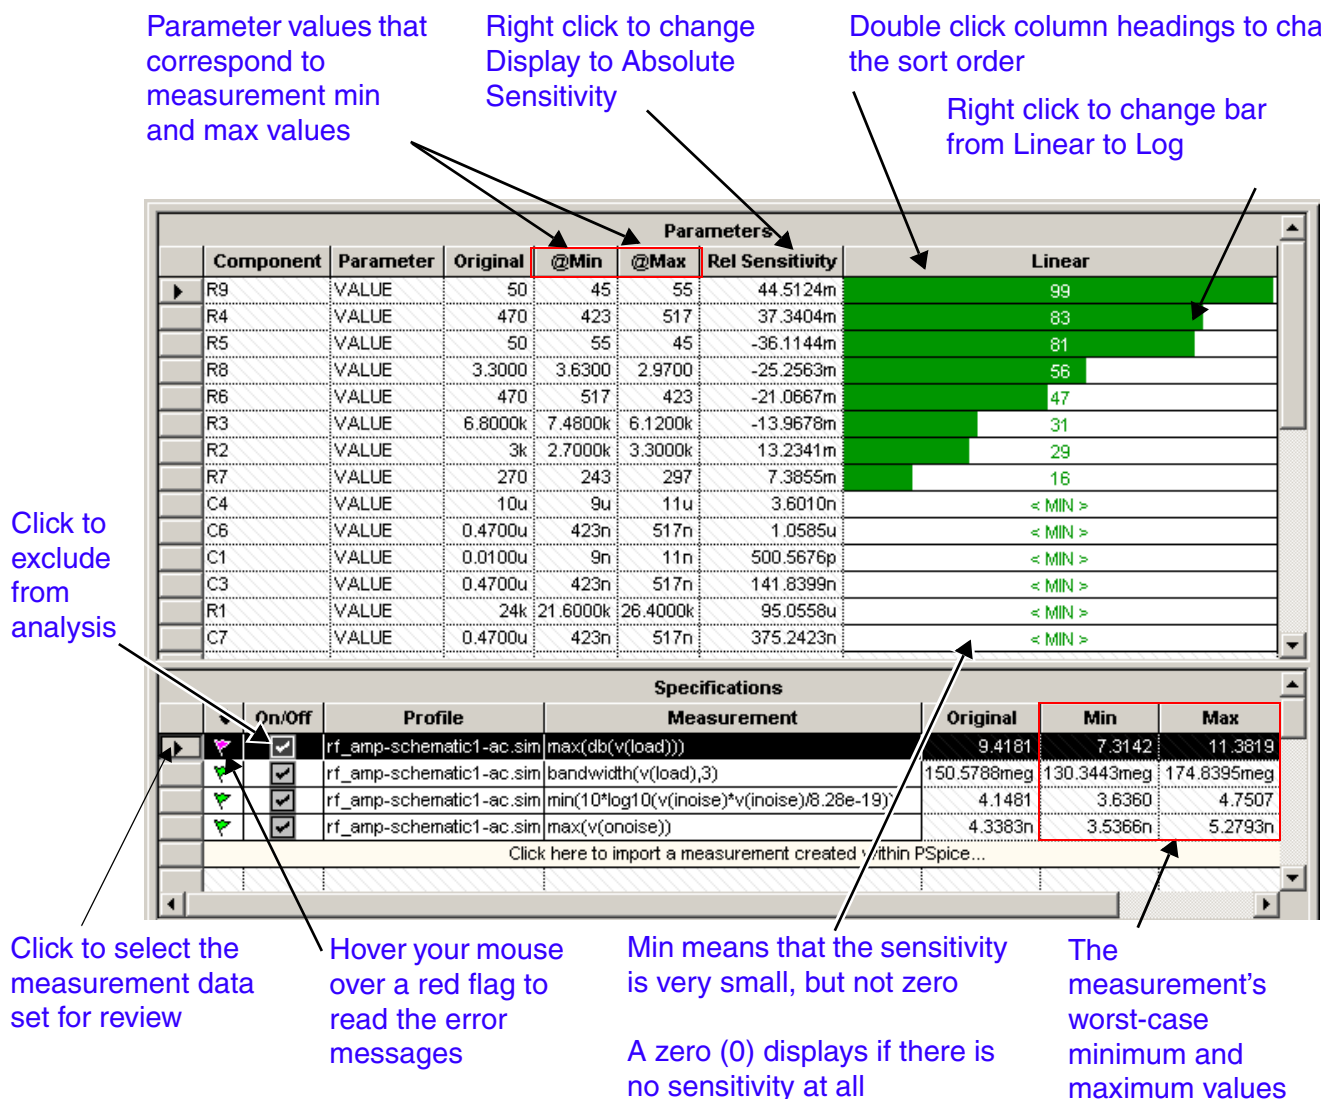 Parameter values that
correspond to
measurement min
and max values
Right click to change
Display to Absolute
Sensitivity
Double click column headings to cha
the sort order
Right click to change bar
from Linear to Log
Parameters
Component Parameter Original @Min @Max Rel Sensitivity Linear
R9 VALUE 50 45 55 44.5124m 99
R4 VALUE 470 423 517 37.3404m 83
R5 VALUE 50 55 45 -36.1144m 81
R8 VALUE 3.3000 3.6300 2.9700 -25.2563m 56
R6 VALUE 470 517 423 -21.0667m 47
R3 VALUE 6.8000k 7.4800k 6.1200k -13.9678m 31
R2 VALUE 3k 2.7000k 3.3000k 13.2341m 29
R7 VALUE 270 243 297 7.3855m 16
C4 VALUE 10u 9u 11u 3.6010n < MIN >
C6 VALUE 0.4700u 423n 517n 1.0585u < MIN >
C1 VALUE 0.0100u 9n 11n 500.5676p < MIN >
C3 VALUE 0.4700u 423n 517n 141.8399n < MIN >
R1 VALUE 24k 21.6000k 26.4000k 95.0558u < MIN >
C7 VALUE 0.4700u 423n 517n 375.2423n < MIN >
Click to
exclude
from
analysis
Specifications
On/Off Profile Measurement Original Min Max
rf_amp-schematic1-ac.sim max(db(v(load))) 9.4181 7.3142 11.3819
rf_amp-schematic1-ac.sim bandwidth(v(load),3) 150.5788meg 130.3443meg 174.8395meg
rf_amp-schematic1-ac.sim min(10*log10(v(inoise)*v(inoise)/8.28e-19)) 4.1481 3.6360 4.7507
rf_amp-schematic1-ac.sim max(v(onoise)) 4.3383n 3.5366n 5.2793n
Click here to import a measurement created within PSpice...
Click to select the
measurement data
set for review
Hover your mouse
over a red flag to
read the error
messages
Min means that the sensitivity
is very small, but not zero
A zero (0) displays if there is
no sensitivity at all
The
measurement’s
worst-case
minimum and
maximum values